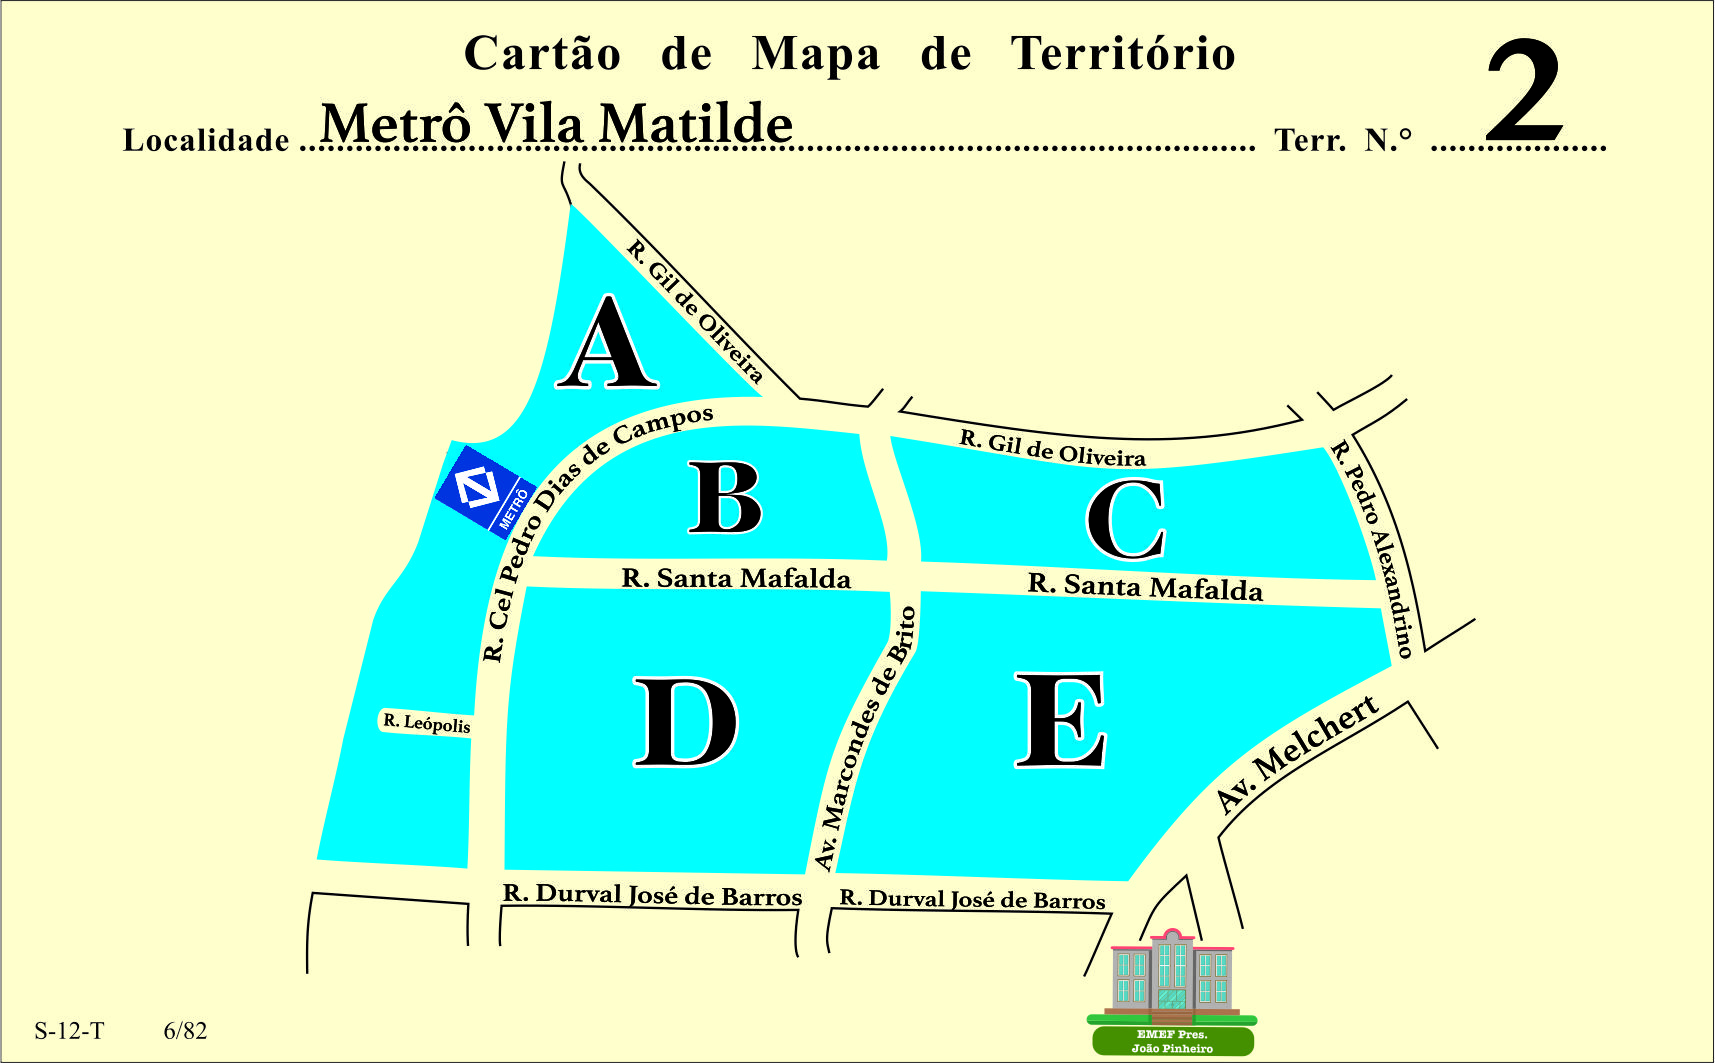 Cartão de Mapa de Território
2
Localidade Metrô Vila Matilde Terr. N.°
R. Gil de Oliveira
A
R. Cel Pedro Dias de Campos
R. Gil de Oliveira
B
C
METRÔ
R. Pedro Alexandrino
R. Santa Mafalda
R. Santa Mafalda
D
E
Av. Marcondes de Brito
R. Leópolis
Av. Melchert
R. Durval José de Barros
R. Durval José de Barros
S-12-T 6/82
EMEF Pres.
João Pinheiro